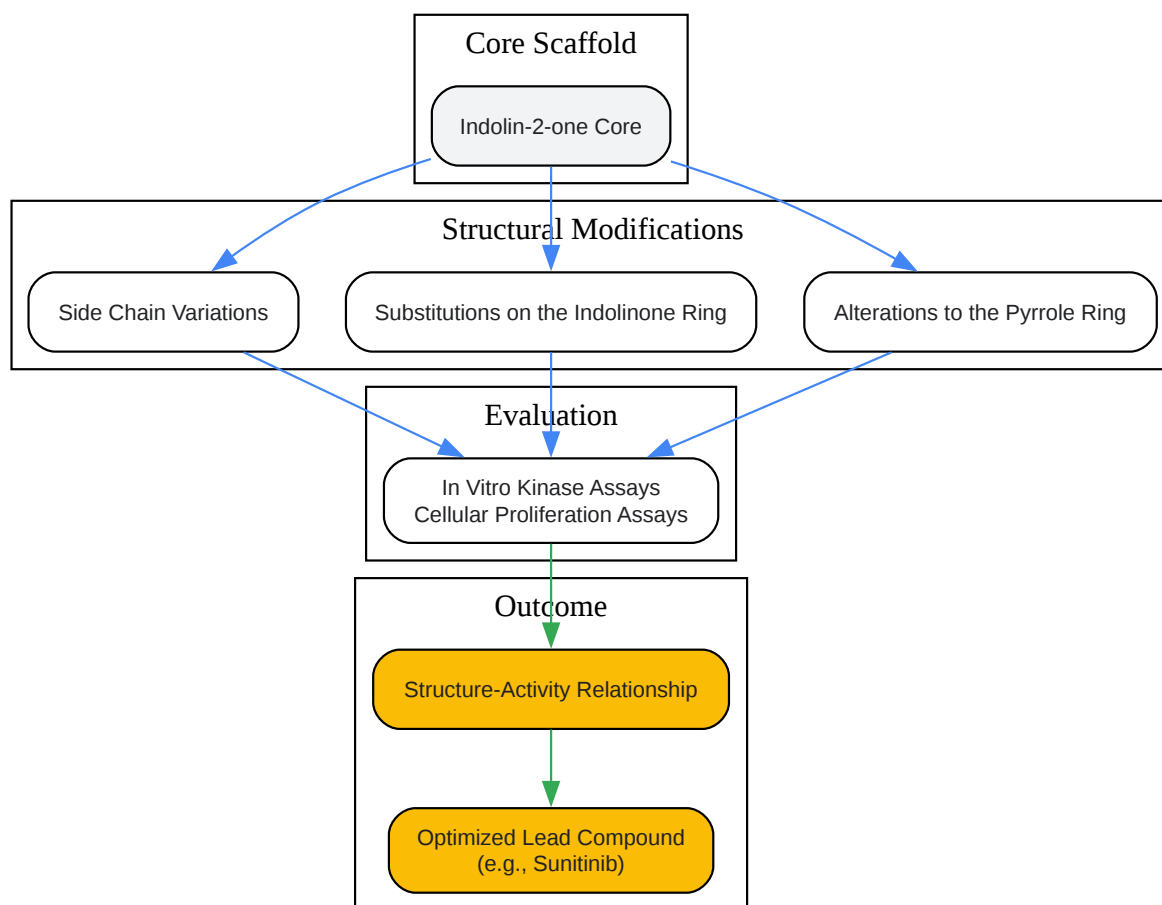 Core Scaffold
Indolin-2-one Core
Structural Modifications
Side Chain Variations
Substitutions on the Indolinone Ring
Alterations to the Pyrrole Ring
Evaluation
In Vitro Kinase Assays
Cellular Proliferation Assays
Outcome
Structure-Activity Relationship
Optimized Lead Compound
(e.g., Sunitinib)